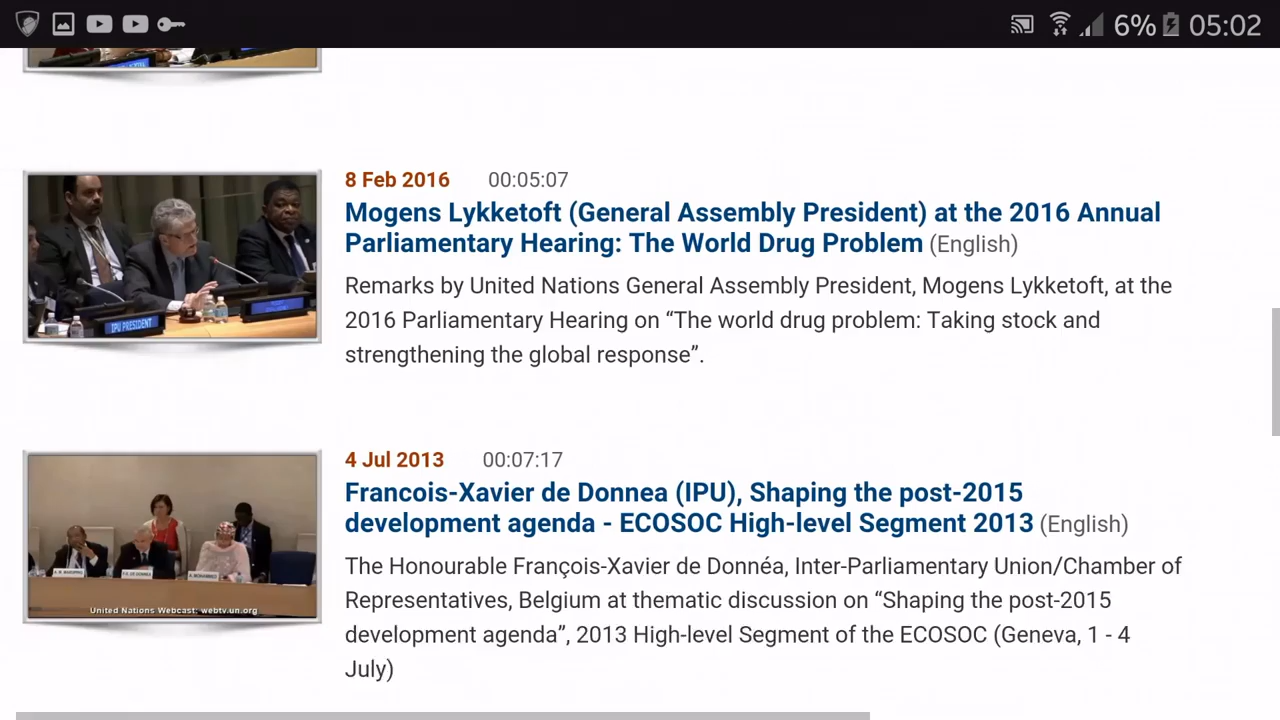 6% 05:02
8 Feb 2016 00:05:07
Mogens Lykketoft (General Assembly President) at the 2016 Annual
Parliamentary Hearing: The World Drug Problem (English)
Remarks by United Nations General Assembly President, Mogens Lykketoft, at the
2016 Parliamentary Hearing on “The world drug problem: Taking stock and
strengthening the global response”.
IPU PRESIDENT
4 Jul 2013 00:07:17
Francois-Xavier de Donnea (IPU), Shaping the post-2015
development agenda - ECOSOC High-level Segment 2013 (English)
The Honourable François-Xavier de Donnéa, Inter-Parliamentary Union/Chamber of
Representatives, Belgium at thematic discussion on “Shaping the post-2015
development agenda”, 2013 High-level Segment of the ECOSOC (Geneva, 1 - 4
July)
United Nations Webcast: webtv.un.org